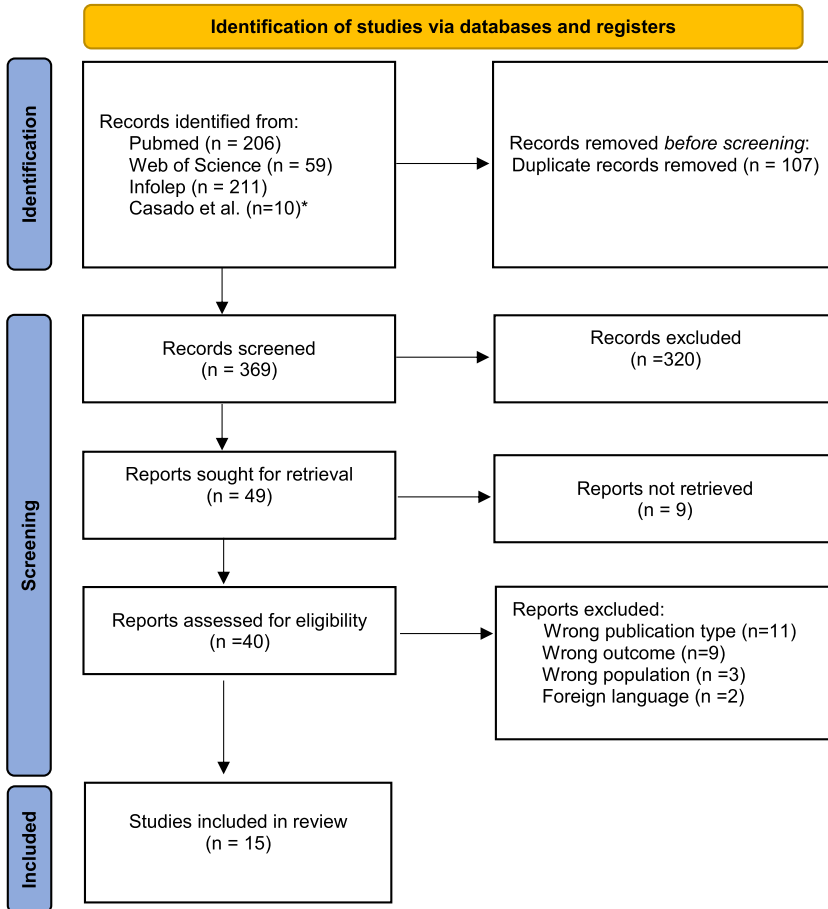 Identification of studies via databases and registers
Identification
Records identified from:
Pubmed (n = 206)
Web of Science (n = 59)
Infolep (n = 211)
Casado et al. (n=10)*
Records removed before screening:
Duplicate records removed (n = 107)
Screening
Records screened
(n = 369)
Records excluded
(n =320)
Reports sought for retrieval
(n = 49)
Reports not retrieved
(n = 9)
Reports assessed for eligibility
(n =40)
Reports excluded:
Wrong publication type (n=11)
Wrong outcome (n=9)
Wrong population (n =3)
Foreign language (n =2)
Included
Studies included in review
(n = 15)